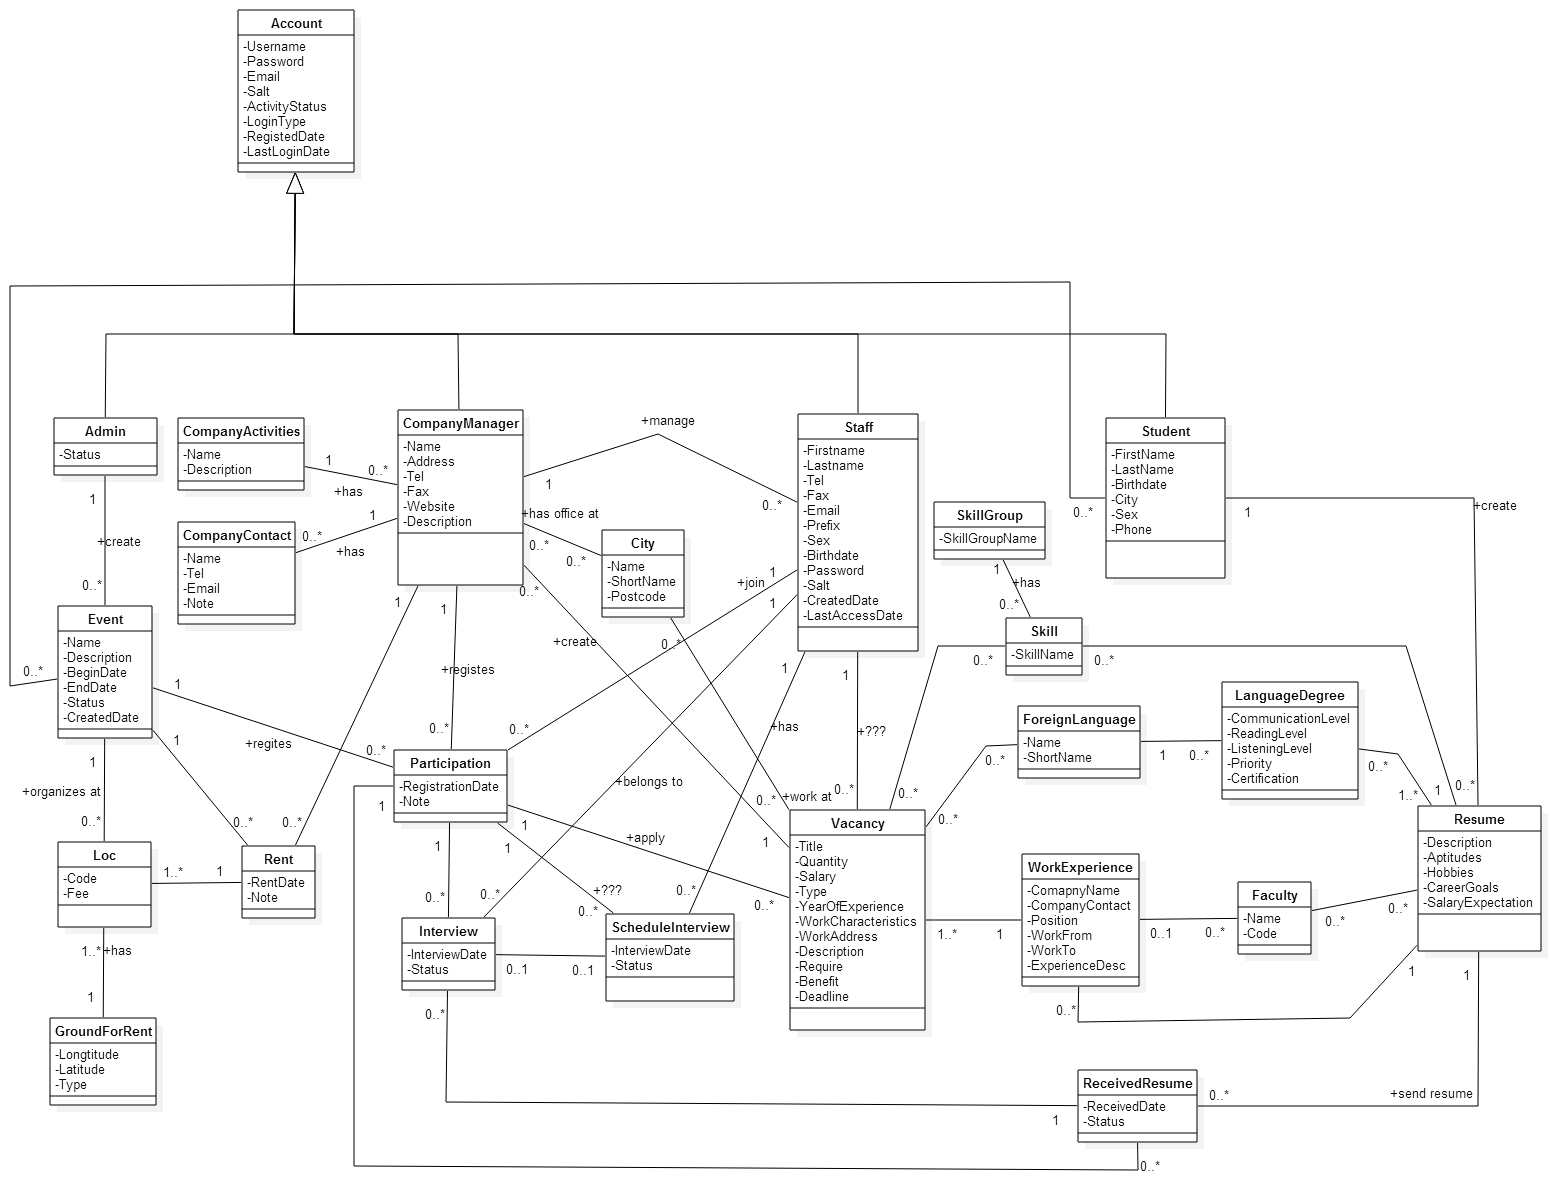 Account
-Username
-Password
-Email
-Salt
-ActivityStatus
-LoginType
-RegistedDate
-LastLoginDate
Admin
-Status
CompanyActivities
-Name
-Description
1
0..*
+has
CompanyContact
-Name
-Tel
-Email
-Note
1
0..*
+has
CompanyManager
-Name
-Address
-Tel
-Fax
-Website
-Description
+manage
1
0..*
+has office at
0..*
0..*
City
-Name
-ShortName
-Postcode
Staff
-Firstname
-Lastname
-Tel
-Fax
-Email
-Prefix
-Sex
-Birthdate
-Password
-Salt
-CreatedDate
-LastAccessDate
SkillGroup
-SkillGroupName
1
+has
0..*
Skill
-SkillName
0..*
0..*
Student
-FirstName
-LastName
-Birthdate
-City
-Sex
-Phone
0..*
1
+create
1
+create
0..*
Event
-Name
-Description
-BeginDate
-EndDate
-Status
-CreatedDate
0..*
1
1
1
+organizes at
0..*
1
1
+registes
0..*
0..*
+create
1
+join
1
1
0..*
0..*
+regites
0..*
1
+has
1
+???
0..*
0..*
ForeignLanguage
-Name
-ShortName
0..*
0..*
1
0..*
LanguageDegree
-CommunicationLevel
-ReadingLevel
-ListeningLevel
-Priority
-Certification
0..*
1..*
1
0..*
Participation
-RegistrationDate
-Note
1
1
1
1
+belongs to
+work at
0..*
+apply
0..*
+???
0..*
0..*
0..*
0..*
Loc
-Code
-Fee
1..*
1
0..*
0..*
Rent
-RentDate
-Note
1..*
+has
1
GroundForRent
-Longtitude
-Latitude
-Type
Interview
-InterviewDate
-Status
0..1
0..1
0..*
ScheduleInterview
-InterviewDate
-Status
Vacancy
-Title
-Quantity
-Salary
-Type
-YearOfExperience
-WorkCharacteristics
-WorkAddress
-Description
-Require
-Benefit
-Deadline
1..*
1
WorkExperience
-ComapnyName
-CompanyContact
-Position
-WorkFrom
-WorkTo
-ExperienceDesc
0..1
0..*
0..*
Faculty
-Name
-Code
0..*
0..*
Resume
-Description
-Aptitudes
-Hobbies
-CareerGoals
-SalaryExpectation
1
1
+send resume
0..*
ReceivedResume
-ReceivedDate
-Status
1
0..*